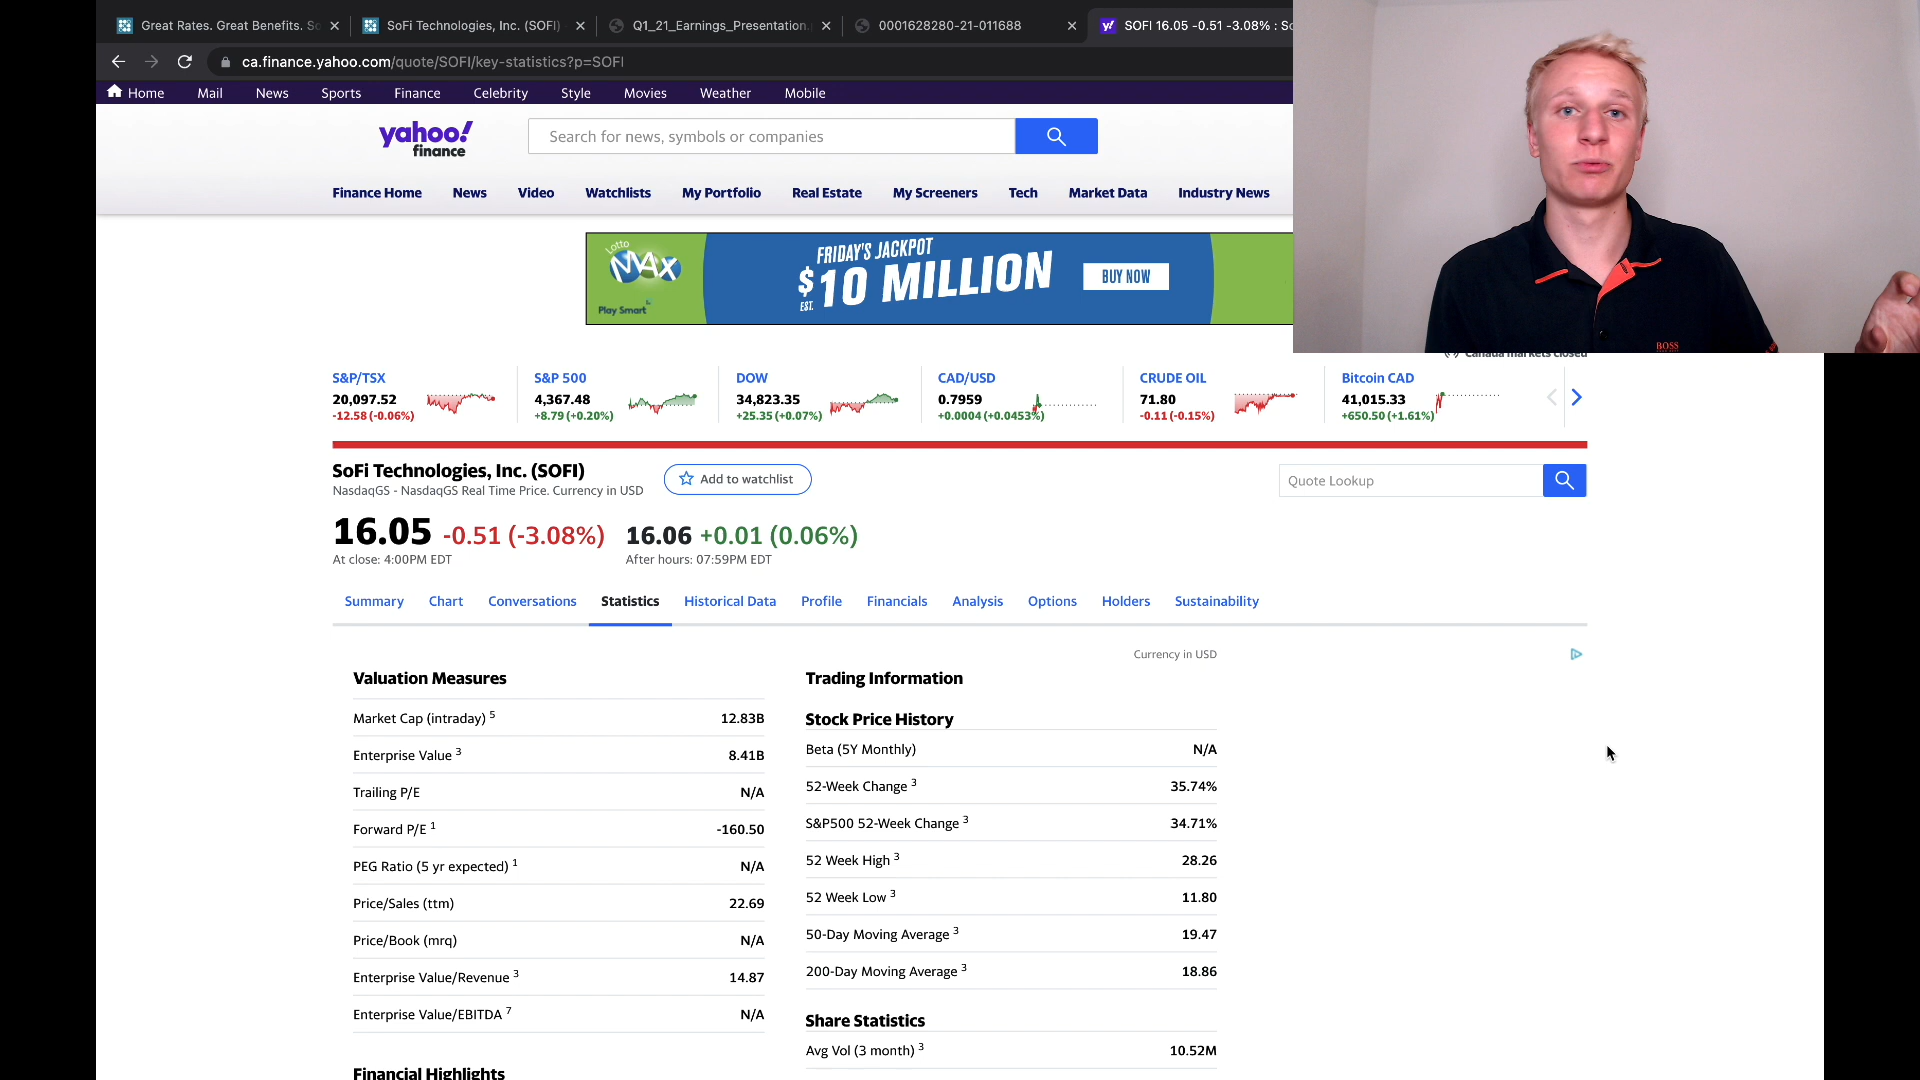 Great Rates. Great Benefits. So
SoFi Technologies, Inc. (SOFI)
Q1_21_Earnings_Presentation.
0001628280-21-011688
SOFI 16.05 -0.51 -3.08% : So
ca.finance.yahoo.com/quote/SOFI/key-statistics?p=SOFI
Home Mail News Sports Finance Celebrity Style Movies Weather Mobile
yahoo!
finance
Search for news, symbols or companies
Finance Home News Video Watchlists My Portfolio Real Estate My Screeners Tech Market Data Industry News
Lotto
MAX
Play Smart
FRIDAY'S JACKPOT
EST. $10 MILLION
BUY NOW
BOSS
Canada markets closed
S&P/TSX
20,097.52
-12.58 (-0.06%)
S&P 500
4,367.48
+8.79 (+0.20%)
DOW
34,823.35
+25.35 (+0.07%)
CAD/USD
0.7959
+0.0004 (+0.0453%)
CRUDE OIL
71.80
-0.11 (-0.15%)
Bitcoin CAD
41,015.33
+650.50 (+1.61%)
SoFi Technologies, Inc. (SOFI)
NasdaqGS - NasdaqGS Real Time Price. Currency in USD
Add to watchlist
Quote Lookup
16.05 -0.51 (-3.08%)
At close: 4:00PM EDT
16.06 +0.01 (0.06%)
After hours: 07:59PM EDT
Summary Chart Conversations Statistics Historical Data Profile Financials Analysis Options Holders Sustainability
Currency in USD
Valuation Measures
Market Cap (intraday) 5 12.83B
Enterprise Value 3 8.41B
Trailing P/E N/A
Forward P/E 1 -160.50
PEG Ratio (5 yr expected) 1 N/A
Price/Sales (ttm) 22.69
Price/Book (mrq) N/A
Enterprise Value/Revenue 3 14.87
Enterprise Value/EBITDA 7 N/A
Financial Highlights
Trading Information
Stock Price History
Beta (5Y Monthly) N/A
52-Week Change 3 35.74%
S&P500 52-Week Change 3 34.71%
52 Week High 3 28.26
52 Week Low 3 11.80
50-Day Moving Average 3 19.47
200-Day Moving Average 3 18.86
Share Statistics
Avg Vol (3 month) 3 10.52M